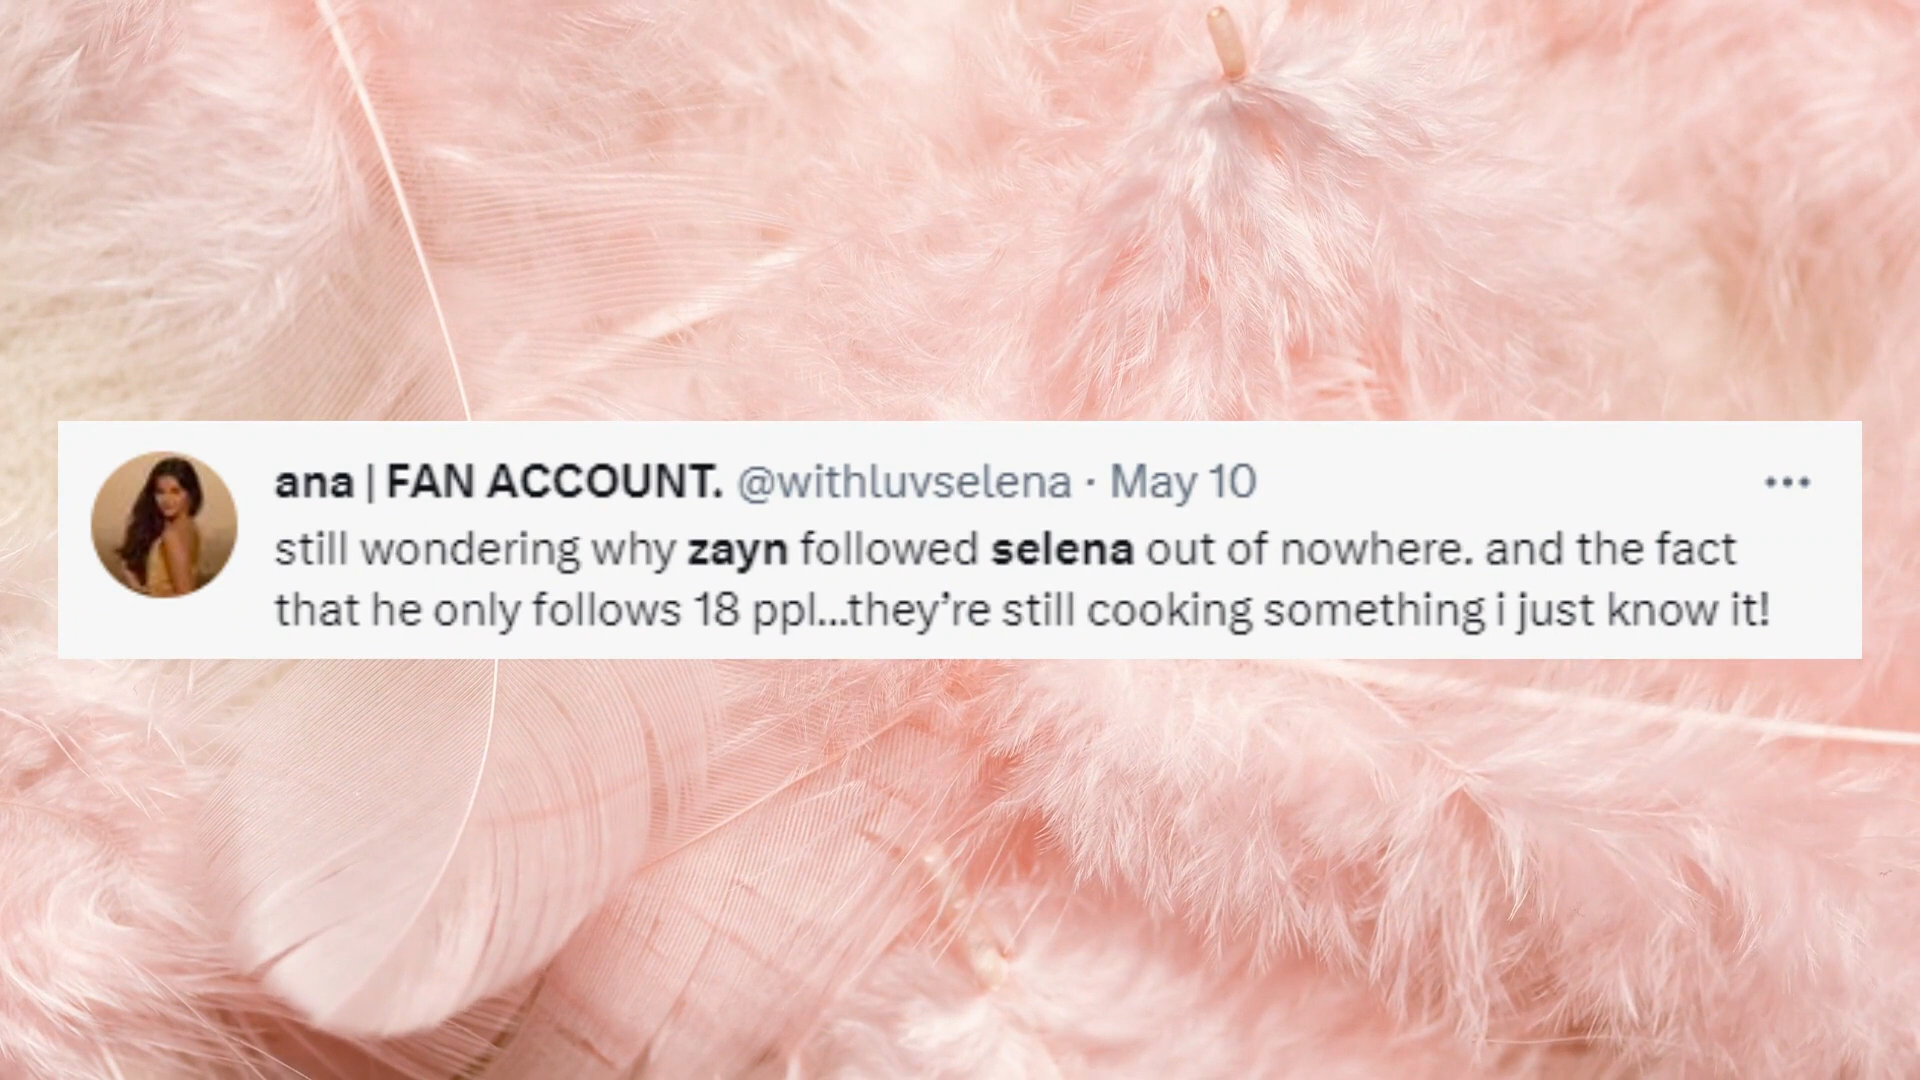 ana | FAN ACCOUNT. @withluvselena · May 10
still wondering why zayn followed selena out of nowhere. and the fact
that he only follows 18 ppl...they’re still cooking something i just know it!